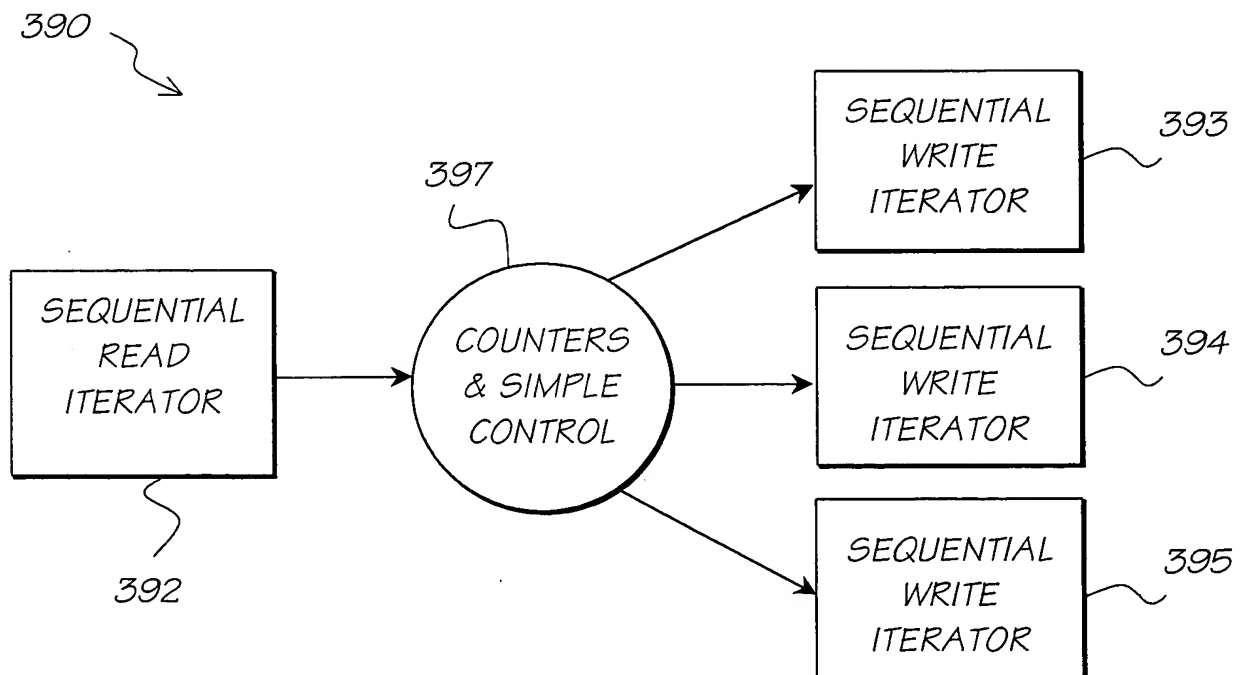 390
SEQUENTIAL
WRITE
ITERATOR
393
397
SEQUENTIAL
READ
ITERATOR
392
COUNTERS
& SIMPLE
CONTROL
SEQUENTIAL
WRITE
ITERATOR
394
SEQUENTIAL
WRITE
ITERATOR
395